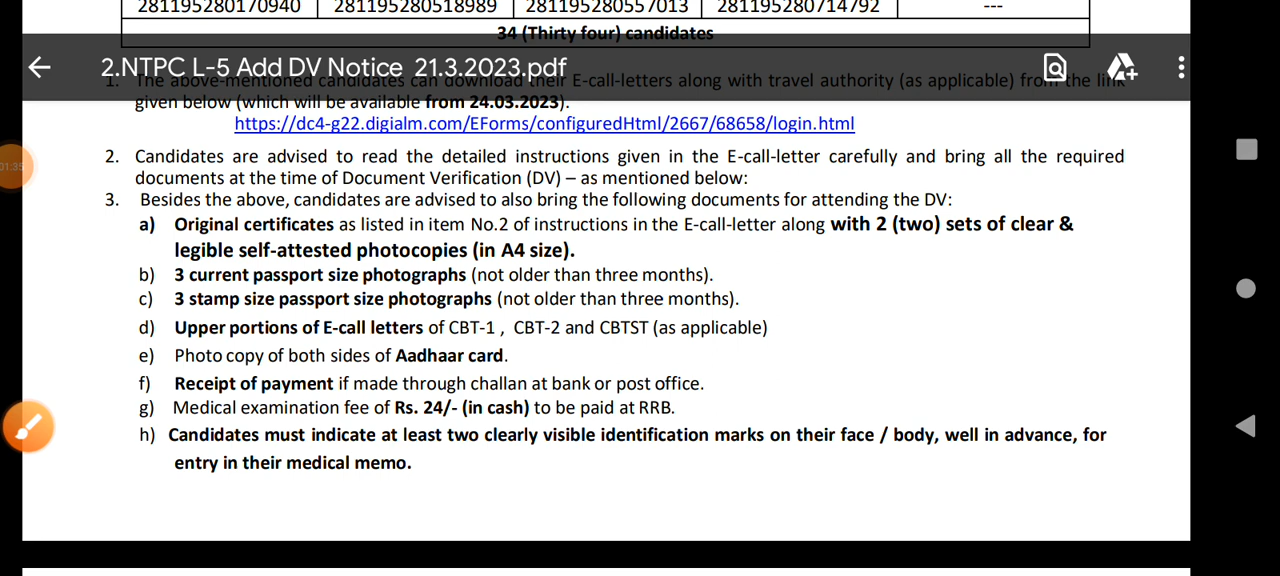 281195280170940 281195280518989 281195280557013 281195280714792 ---
34 (Thirty four) candidates
2.NTPC L-5 Add DV Notice 21.3.2023.pdf
1. The above-mentioned candidates can download their E-call-letters along with travel authority (as applicable) from the link
given below (which will be available from 24.03.2023).
https://dc4-g22.digialm.com/EForms/configuredHtml/2667/68658/login.html
01:35
2. Candidates are advised to read the detailed instructions given in the E-call-letter carefully and bring all the required
documents at the time of Document Verification (DV) – as mentioned below:
3. Besides the above, candidates are advised to also bring the following documents for attending the DV:
a) Original certificates as listed in item No.2 of instructions in the E-call-letter along with 2 (two) sets of clear &
legible self-attested photocopies (in A4 size).
b) 3 current passport size photographs (not older than three months).
c) 3 stamp size passport size photographs (not older than three months).
d) Upper portions of E-call letters of CBT-1 , CBT-2 and CBTST (as applicable)
e) Photo copy of both sides of Aadhaar card.
f) Receipt of payment if made through challan at bank or post office.
g) Medical examination fee of Rs. 24/- (in cash) to be paid at RRB.
h) Candidates must indicate at least two clearly visible identification marks on their face / body, well in advance, for
entry in their medical memo.